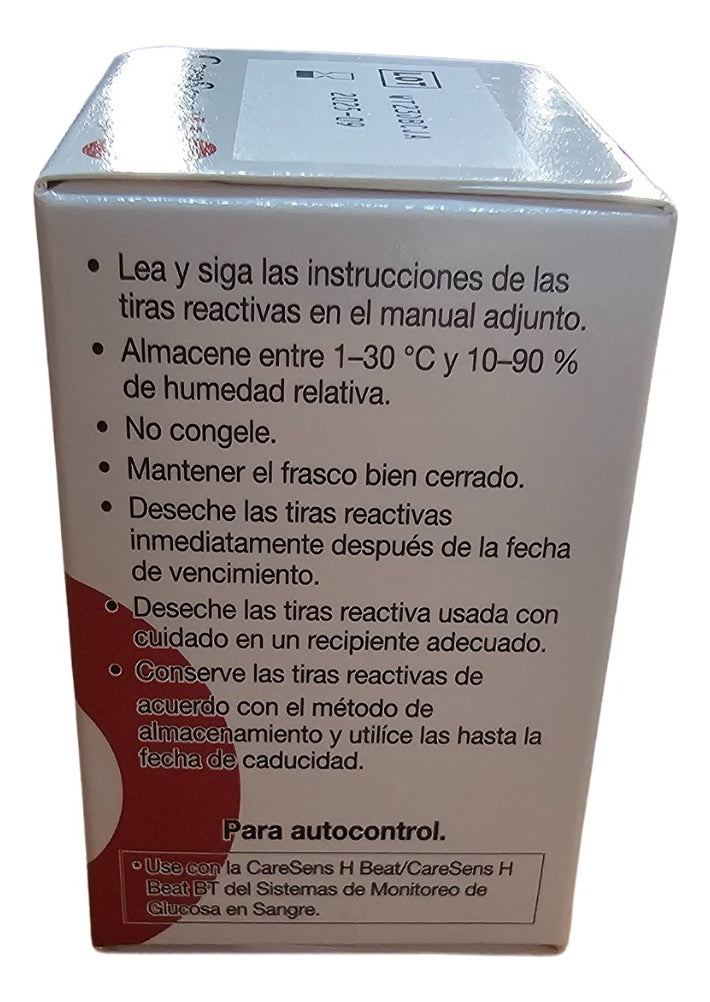 LOT
2025-09
• Lea y siga las instrucciones de las
tiras reactivas en el manual adjunto.
• Almacene entre 1–30 °C y 10–90 %
de humedad relativa.
• No congele.
• Mantener el frasco bien cerrado.
• Deseche las tiras reactivas
inmediatamente después de la fecha
de vencimiento.
• Deseche las tiras reactiva usada con
cuidado en un recipiente adecuado.
• Conserve las tiras reactivas de
acuerdo con el método de
almacenamiento y utilíce las hasta la
fecha de caducidad.
Para autocontrol.
• Use con la CareSens H Beat/CareSens H
Beat BT del Sistemas de Monitoreo de
Glucosa en Sangre.